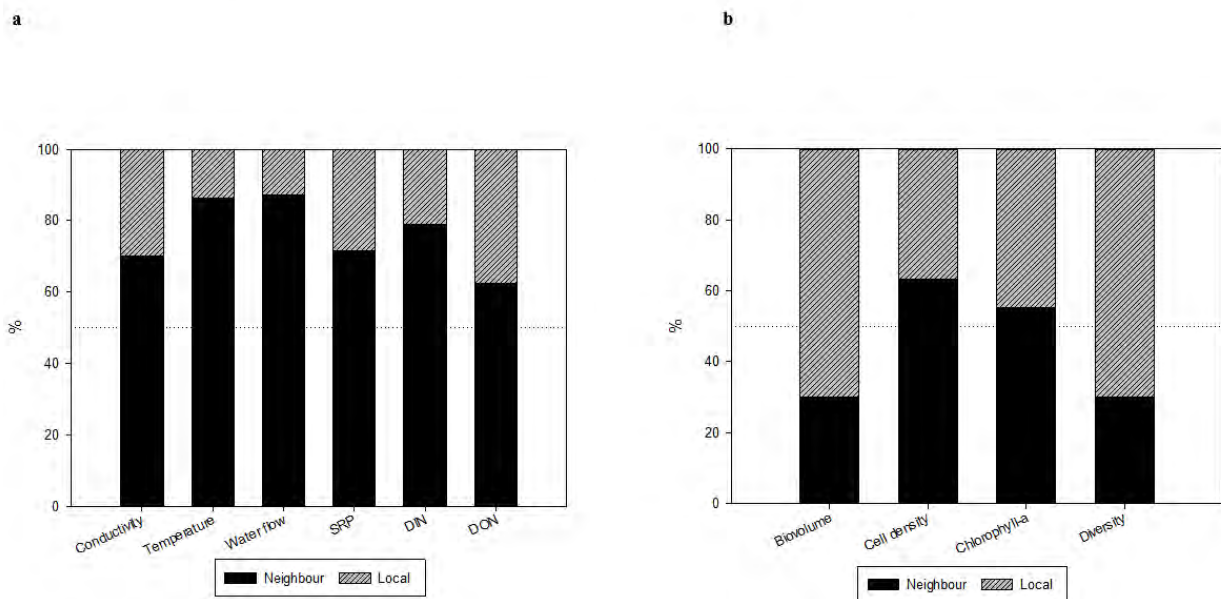 a
100
80
60
40
20
0
%
Conductivity
Temperature
Water flow
SRP
DIN
DON
Neighbour Local
b
100
80
60
40
20
0
%
Biovolume
Cell density
Chlorophyll-a
Diversity
Neighbour Local